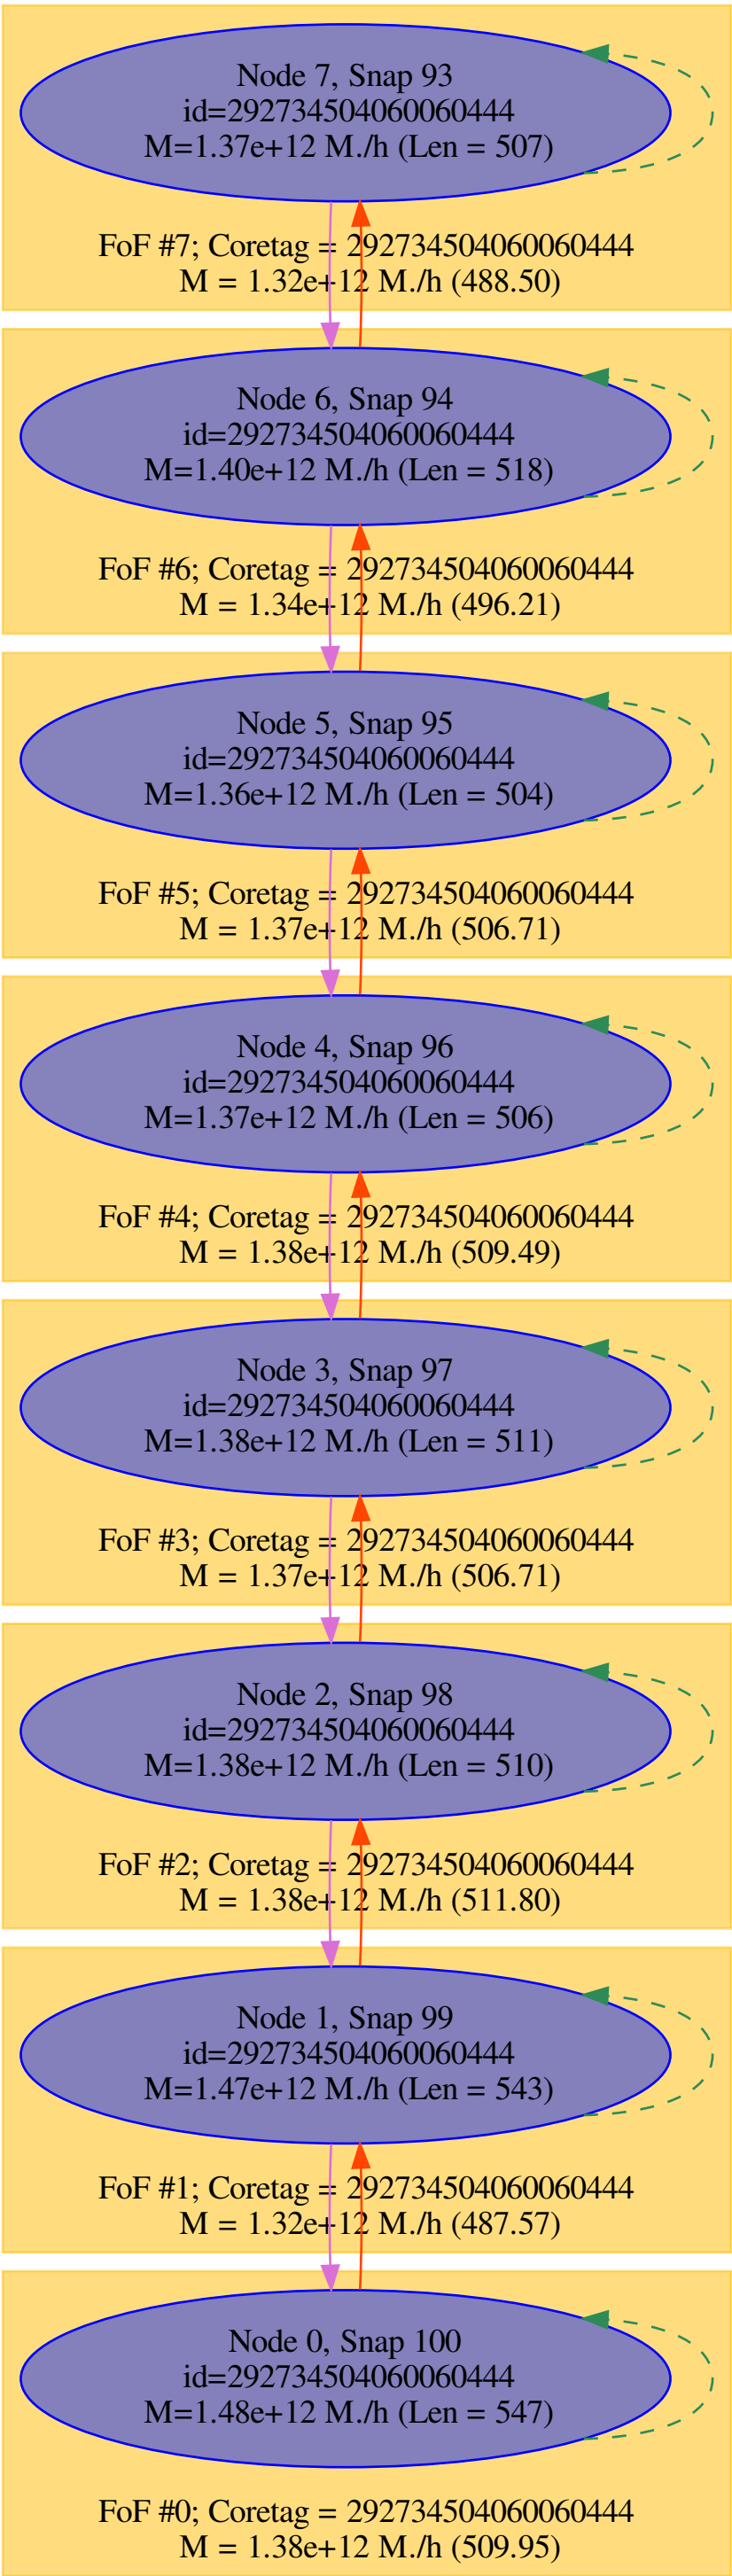 Node 7, Snap 93
id=292734504060060444
M=1.37e+12 M./h (Len = 507)
FoF #7; Coretag = 292734504060060444
M = 1.32e+12 M./h (488.50)
Node 6, Snap 94
id=292734504060060444
M=1.40e+12 M./h (Len = 518)
FoF #6; Coretag = 292734504060060444
M = 1.34e+12 M./h (496.21)
Node 5, Snap 95
id=292734504060060444
M=1.36e+12 M./h (Len = 504)
FoF #5; Coretag = 292734504060060444
M = 1.37e+12 M./h (506.71)
Node 4, Snap 96
id=292734504060060444
M=1.37e+12 M./h (Len = 506)
FoF #4; Coretag = 292734504060060444
M = 1.38e+12 M./h (509.49)
Node 3, Snap 97
id=292734504060060444
M=1.38e+12 M./h (Len = 511)
FoF #3; Coretag = 292734504060060444
M = 1.37e+12 M./h (506.71)
Node 2, Snap 98
id=292734504060060444
M=1.38e+12 M./h (Len = 510)
FoF #2; Coretag = 292734504060060444
M = 1.38e+12 M./h (511.80)
Node 1, Snap 99
id=292734504060060444
M=1.47e+12 M./h (Len = 543)
FoF #1; Coretag = 292734504060060444
M = 1.32e+12 M./h (487.57)
Node 0, Snap 100
id=292734504060060444
M=1.48e+12 M./h (Len = 547)
FoF #0; Coretag = 292734504060060444
M = 1.38e+12 M./h (509.95)